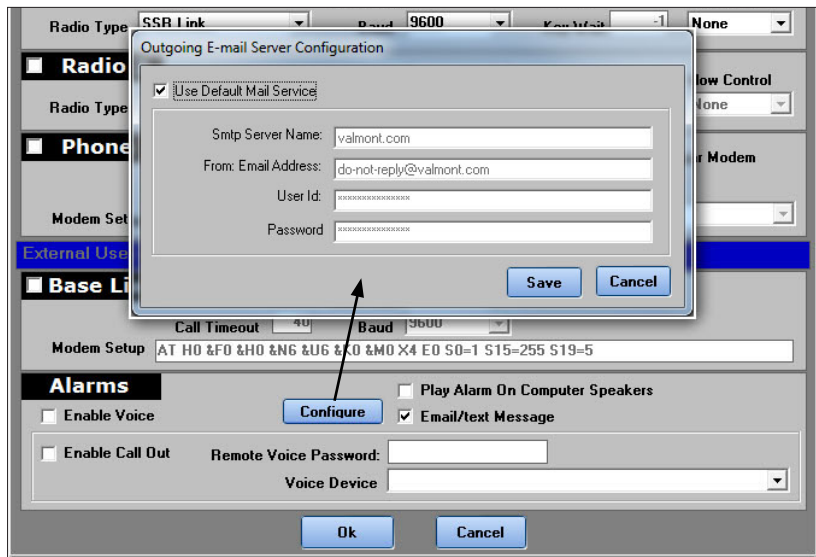 Radio Type SSR Link Baud 9600 Key Wait -1 None
Outgoing E-mail Server Configuration
Radio
low Control
Use Default Mail Service
Radio Type
None
Smtp Server Name: valmont.com
Phone
r Modem
From: Email Address: do-not-reply@valmont.com
User Id: ***************
Modem Set
Password ***************
External Use
Save Cancel
Base Li
Call Timeout 40 Baud 9600
Modem Setup AT H0 &F0 &H0 &N6 &U6 &K0 &M0 X4 E0 S0=1 S15=255 S19=5
Alarms
Play Alarm On Computer Speakers
Enable Voice Configure Email/text Message
Enable Call Out Remote Voice Password:
Voice Device
Ok Cancel